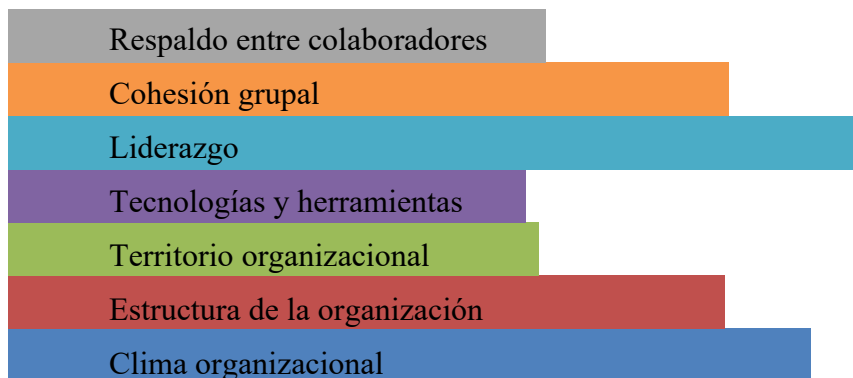 Respaldo entre colaboradores
Cohesión grupal
Liderazgo
Tecnologías y herramientas
Territorio organizacional
Estructura de la organización
Clima organizacional